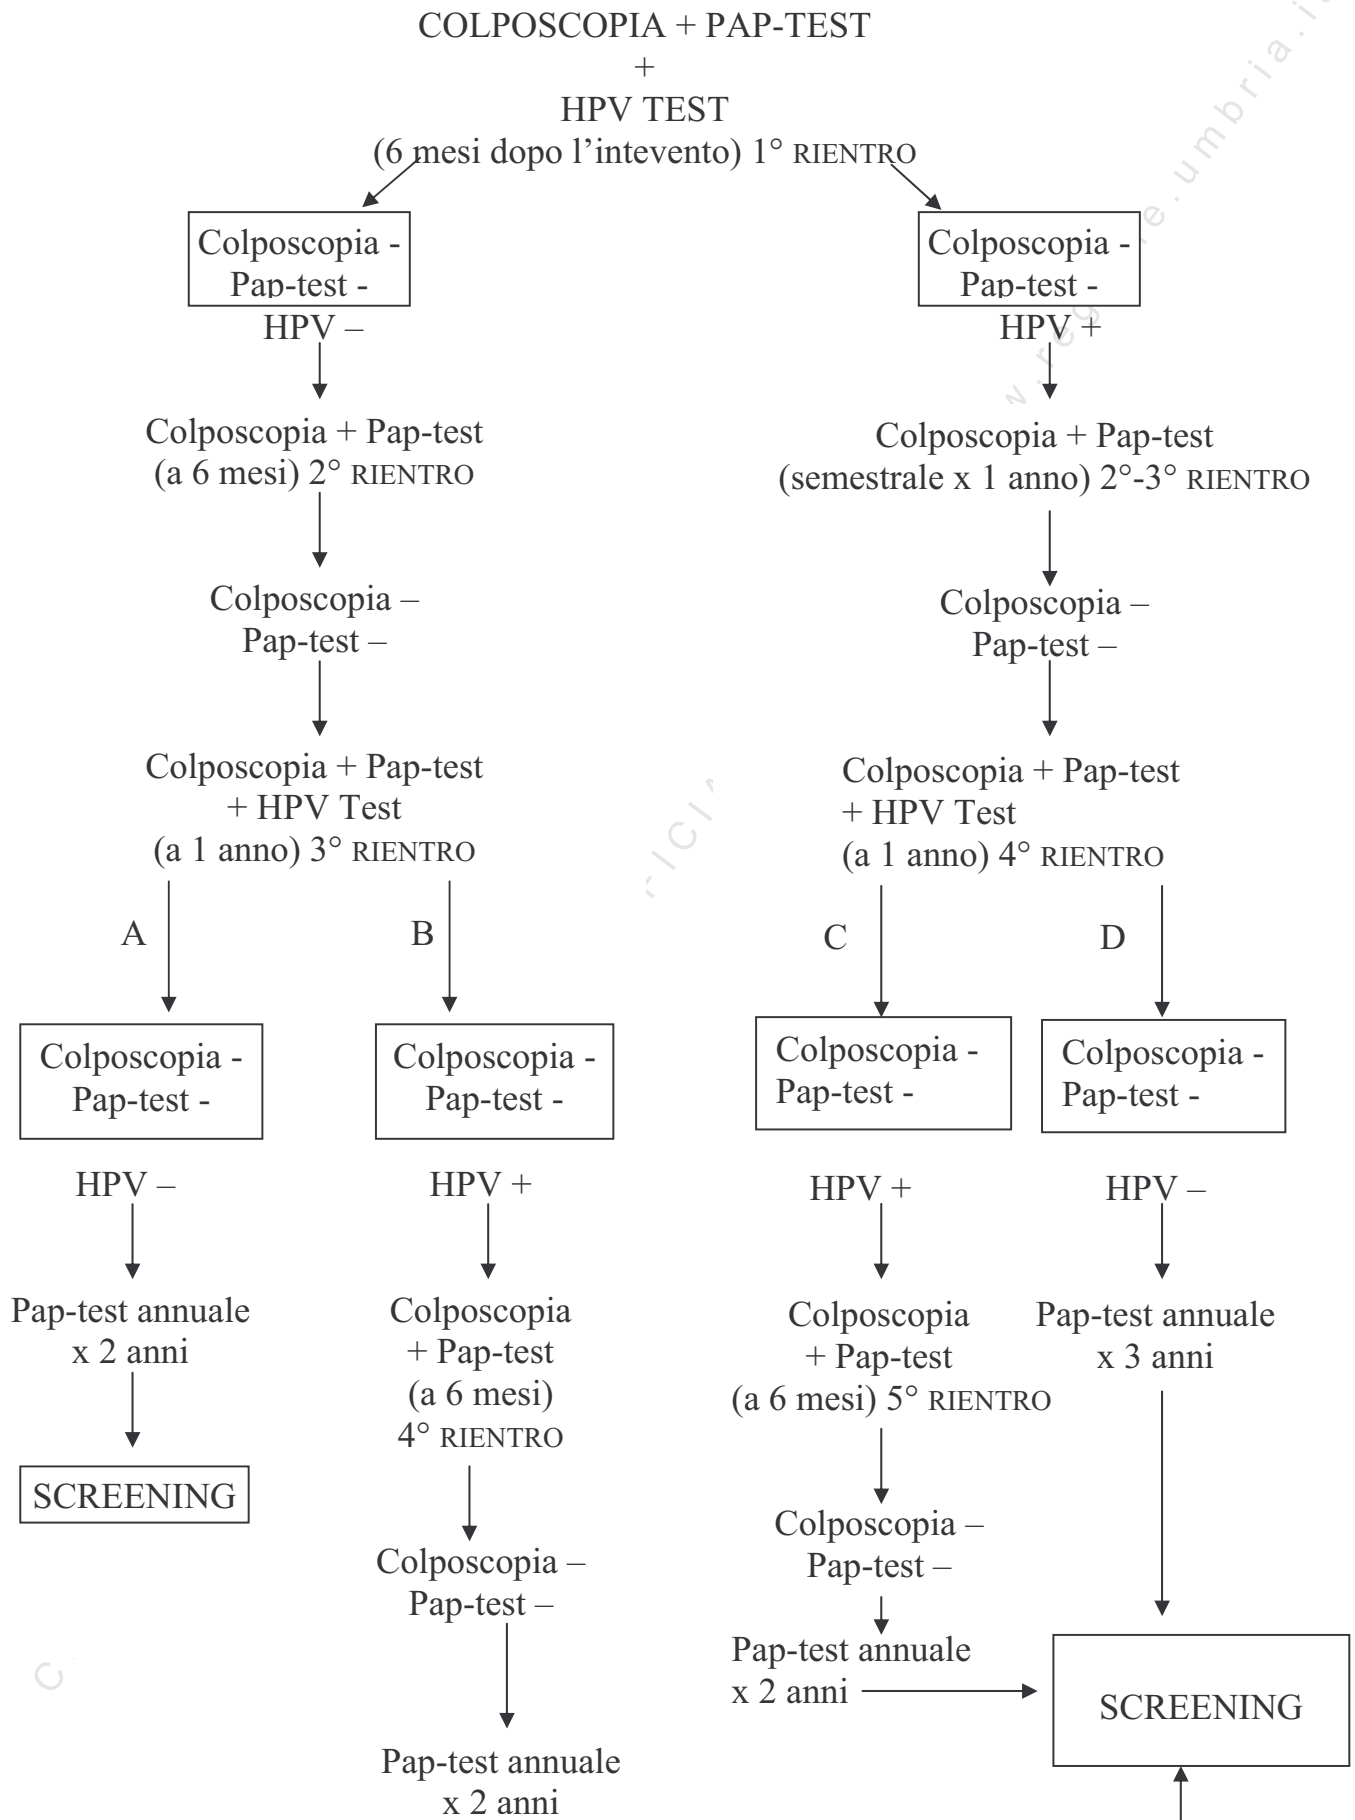 COLPOSCOPIA + PAP-TEST
+
HPV TEST
(6 mesi dopo l'intevento) 1° RIENTRO
Colposcopia -
Pap-test -
HPV –
Colposcopia + Pap-test
(a 6 mesi) 2° RIENTRO
Colposcopia –
Pap-test –
Colposcopia + Pap-test
+ HPV Test
(a 1 anno) 3° RIENTRO
A
B
Colposcopia -
Pap-test -
HPV –
Pap-test annuale
x 2 anni
SCREENING
Colposcopia -
Pap-test -
HPV +
Colposcopia
+ Pap-test
(a 6 mesi)
4° RIENTRO
Colposcopia –
Pap-test –
Pap-test annuale
x 2 anni
Colposcopia -
Pap-test -
HPV +
Colposcopia + Pap-test
(semestrale x 1 anno) 2°-3° RIENTRO
Colposcopia –
Pap-test –
Colposcopia + Pap-test
+ HPV Test
(a 1 anno) 4° RIENTRO
C
D
Colposcopia -
Pap-test -
HPV +
Colposcopia
+ Pap-test
(a 6 mesi) 5° RIENTRO
Colposcopia –
Pap-test –
Pap-test annuale
x 2 anni
Colposcopia -
Pap-test -
HPV –
Pap-test annuale
x 3 anni
SCREENING